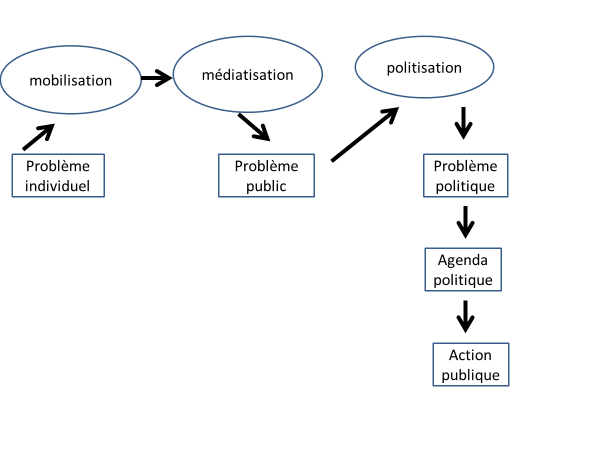 mobilisation
médiatisation
politisation
Problème
individuel
Problème
public
Problème
politique
Agenda
politique
Action
publique